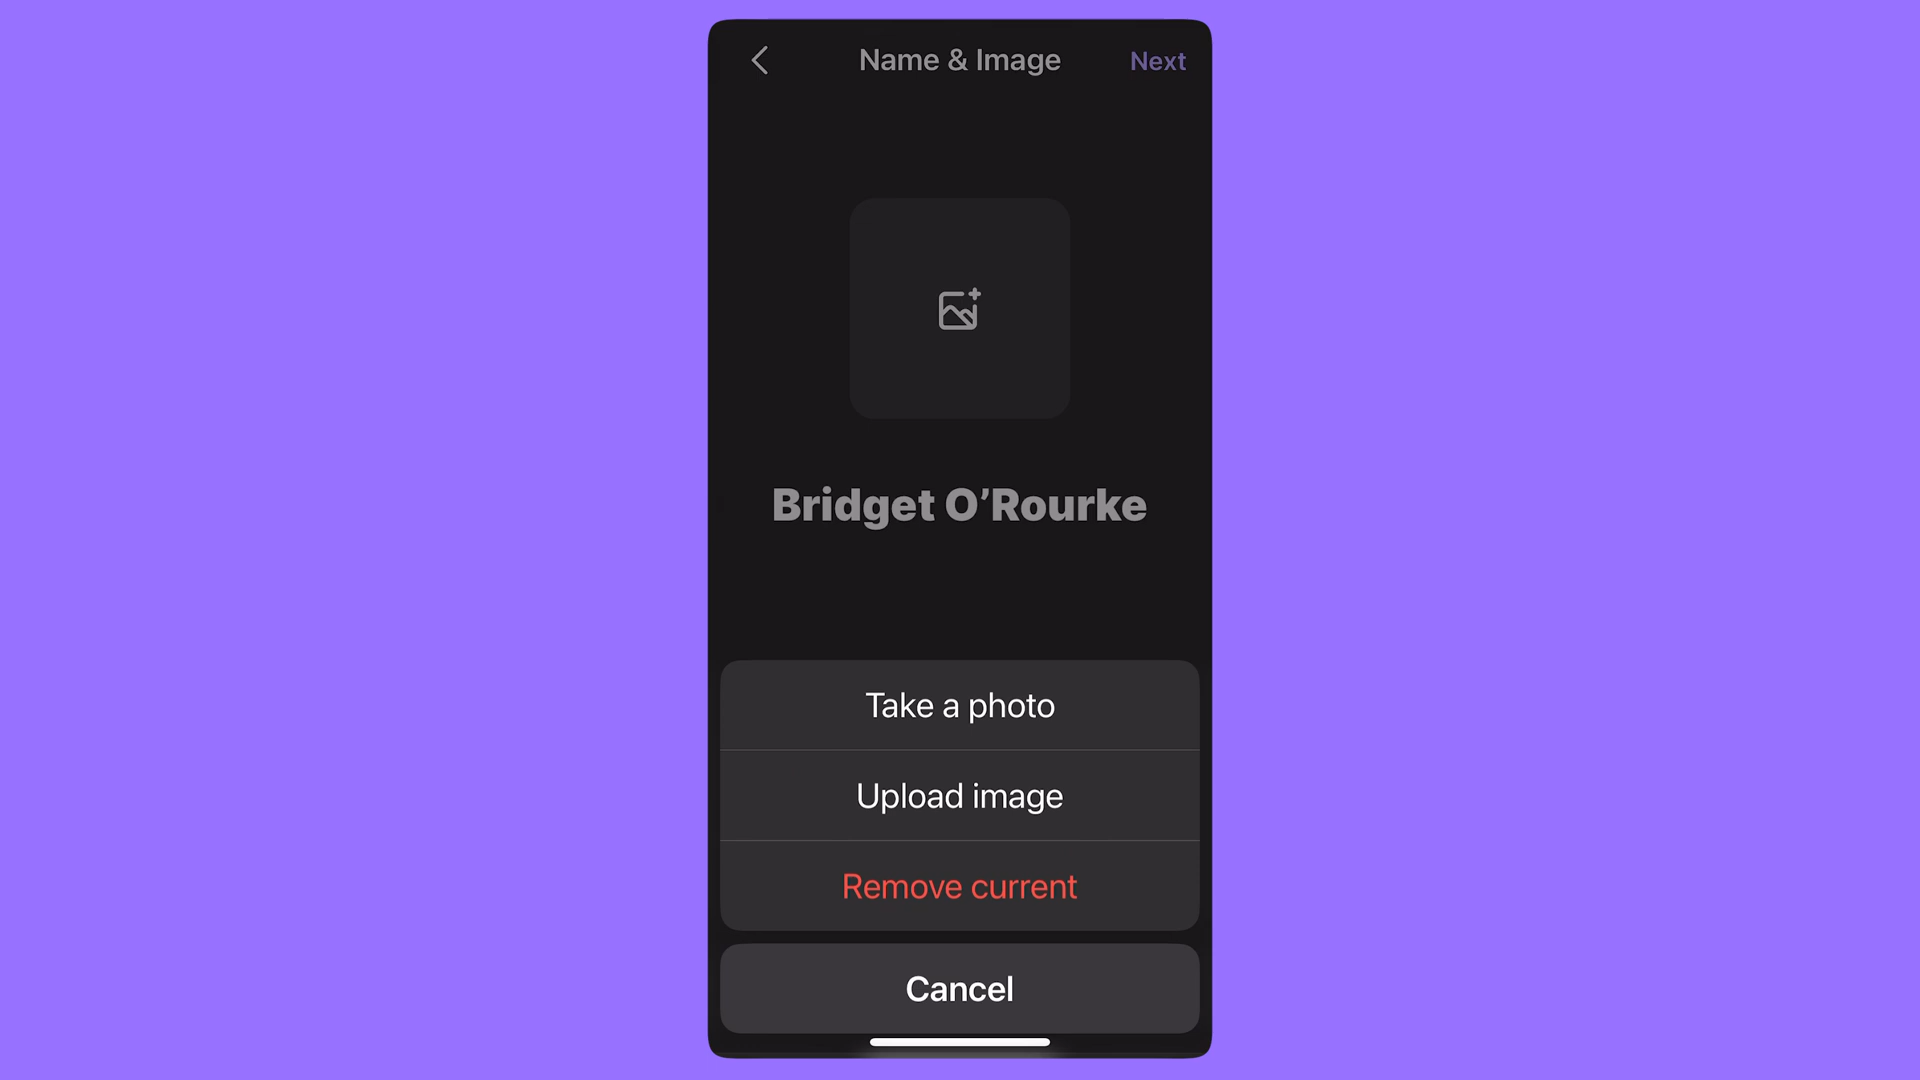 Name & Image
Next
Bridget O’Rourke
Take a photo
Upload image
Remove current
Cancel